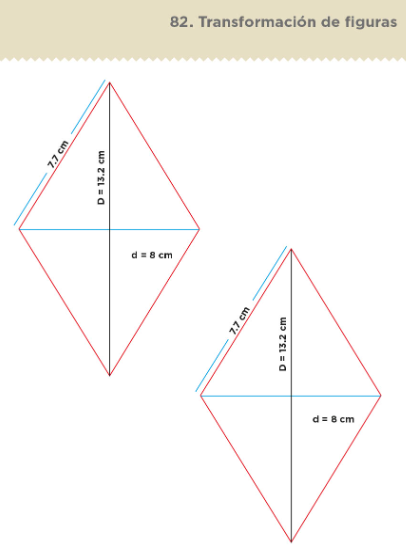 82. Transformación de figuras
7.7 cm
D = 13.2 cm
d = 8 cm
7.7 cm
D = 13.2 cm
d = 8 cm